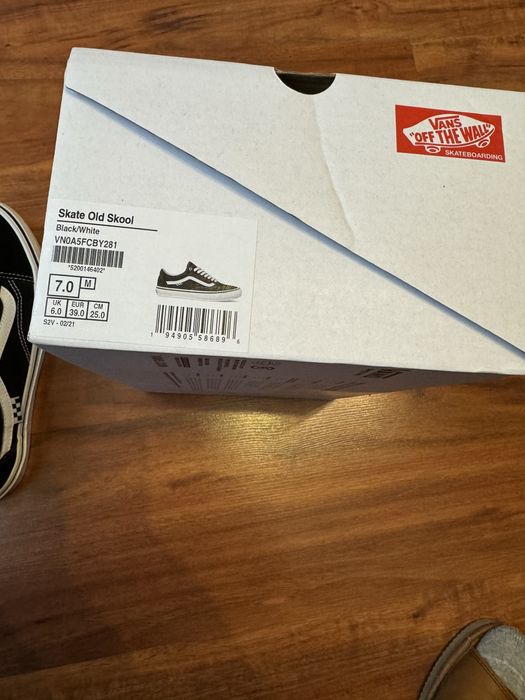 VANS
"OFF THE WALL"
SKATEBOARDING
Skate Old Skool
Black/White
VN0A5FCBY281
*5200146402*
7.0 M
UK EUR CM
6.0 39.0 25.0
S2V - 02/21
1 94905 58689 6